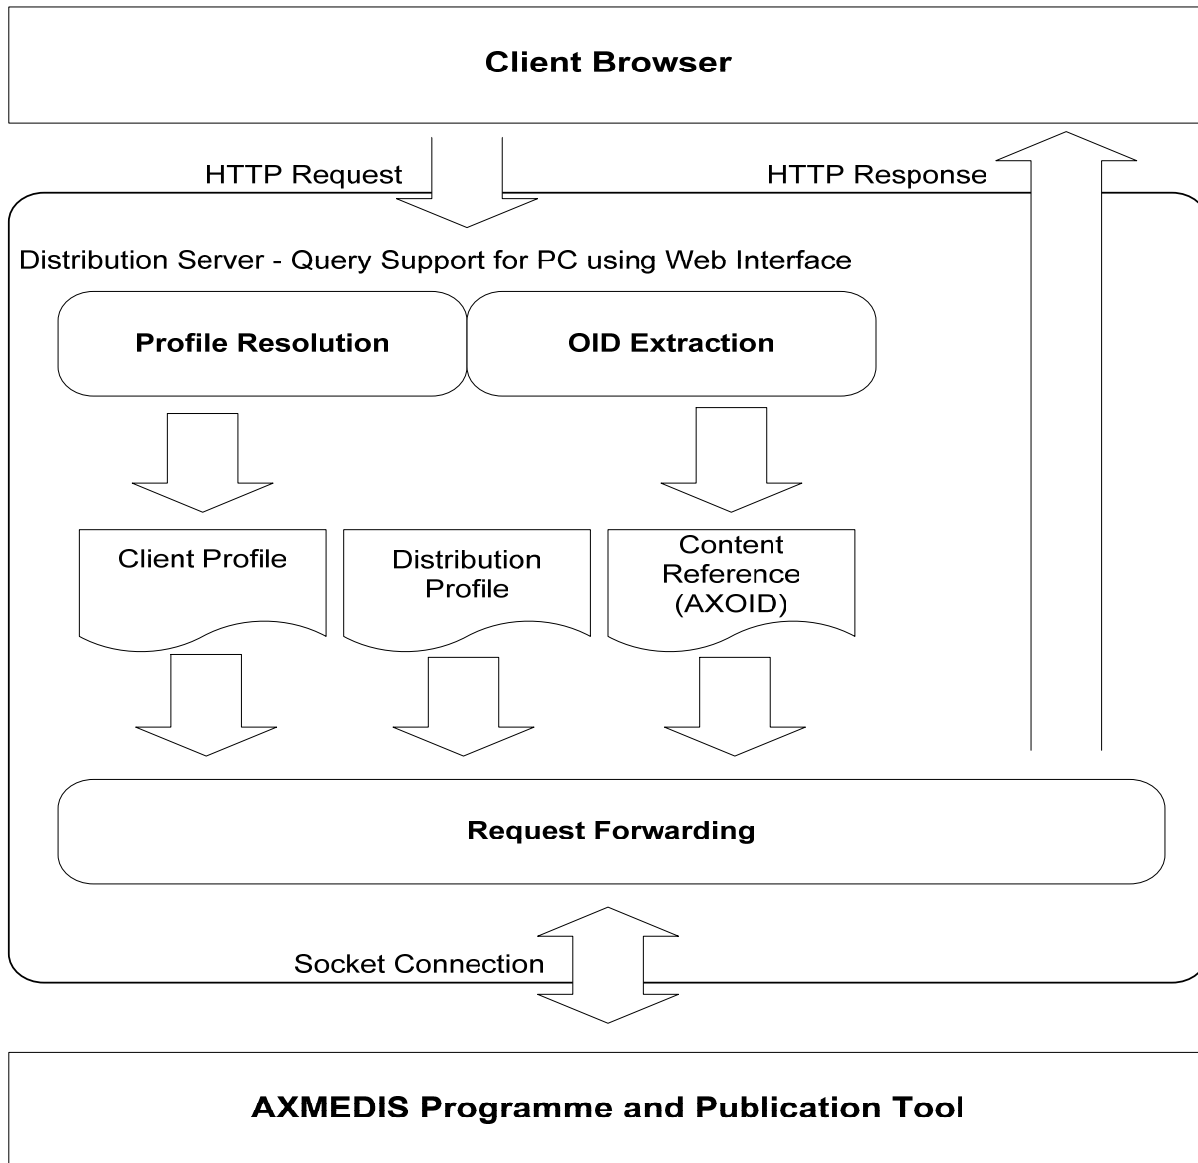 Client Browser
HTTP Request
HTTP Response
Distribution Server - Query Support for PC using Web Interface
Profile Resolution
OID Extraction
Client Profile
Distribution
Profile
Content
Reference
(AXOID)
Request Forwarding
Socket Connection
AXMEDIS Programme and Publication Tool